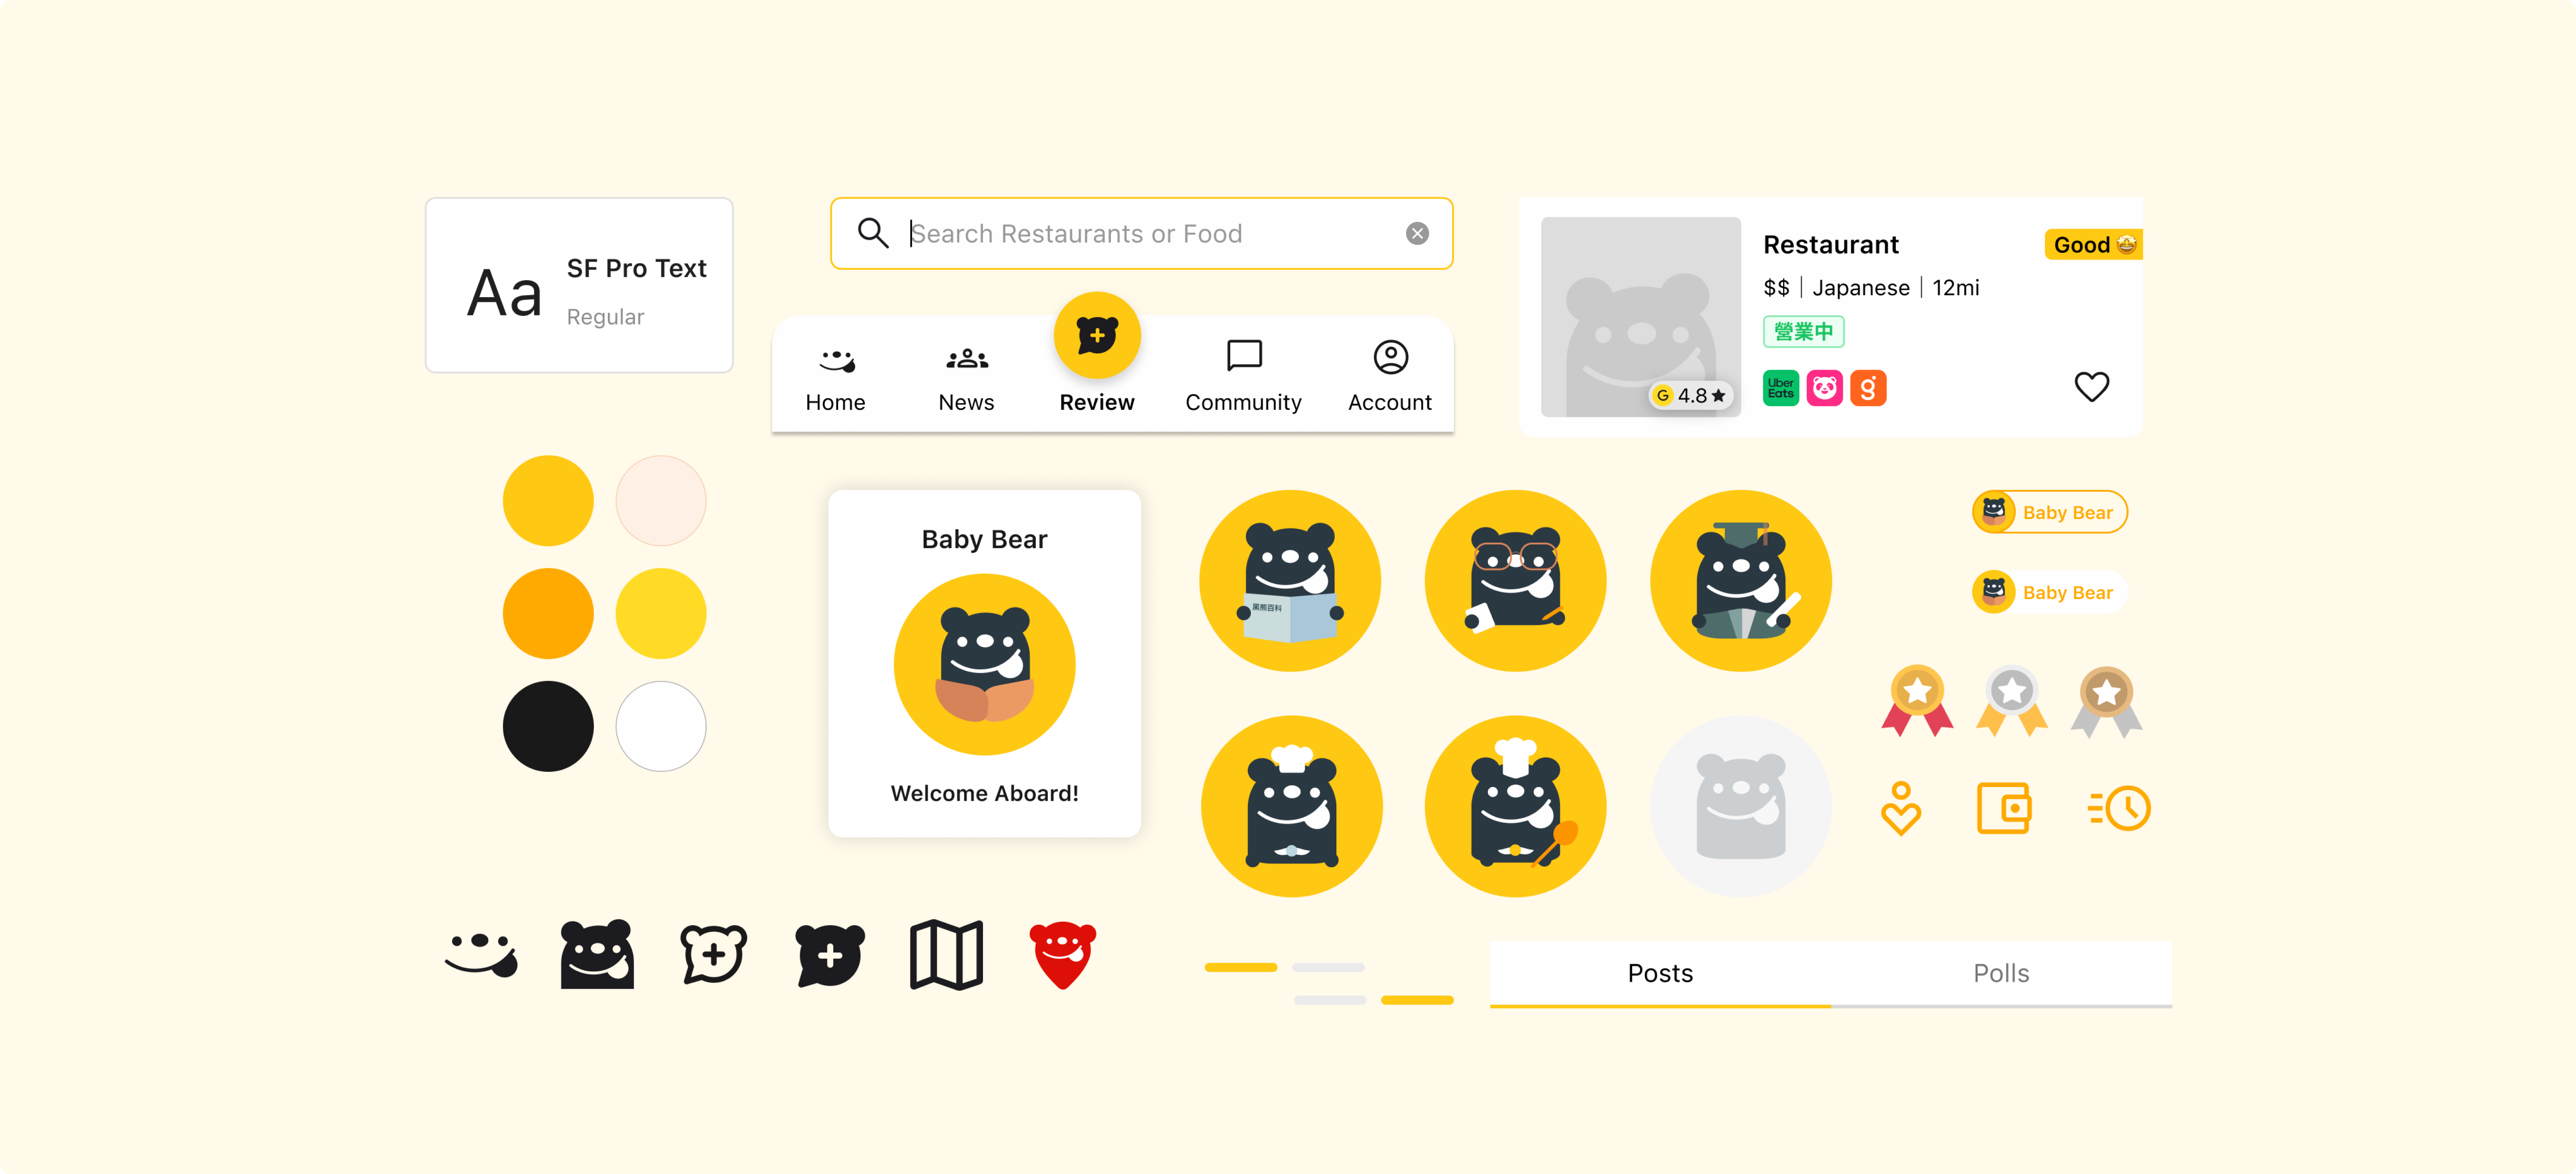 Aa
SF Pro Text
Regular
Search Restaurants or Food
Home
News
Review
Community
Account
Restaurant
Good
$$ | Japanese | 12mi
營業中
G 4.8
Uber
Eats
g
Baby Bear
Welcome Aboard!
黑熊百科
Baby Bear
Baby Bear
Posts
Polls